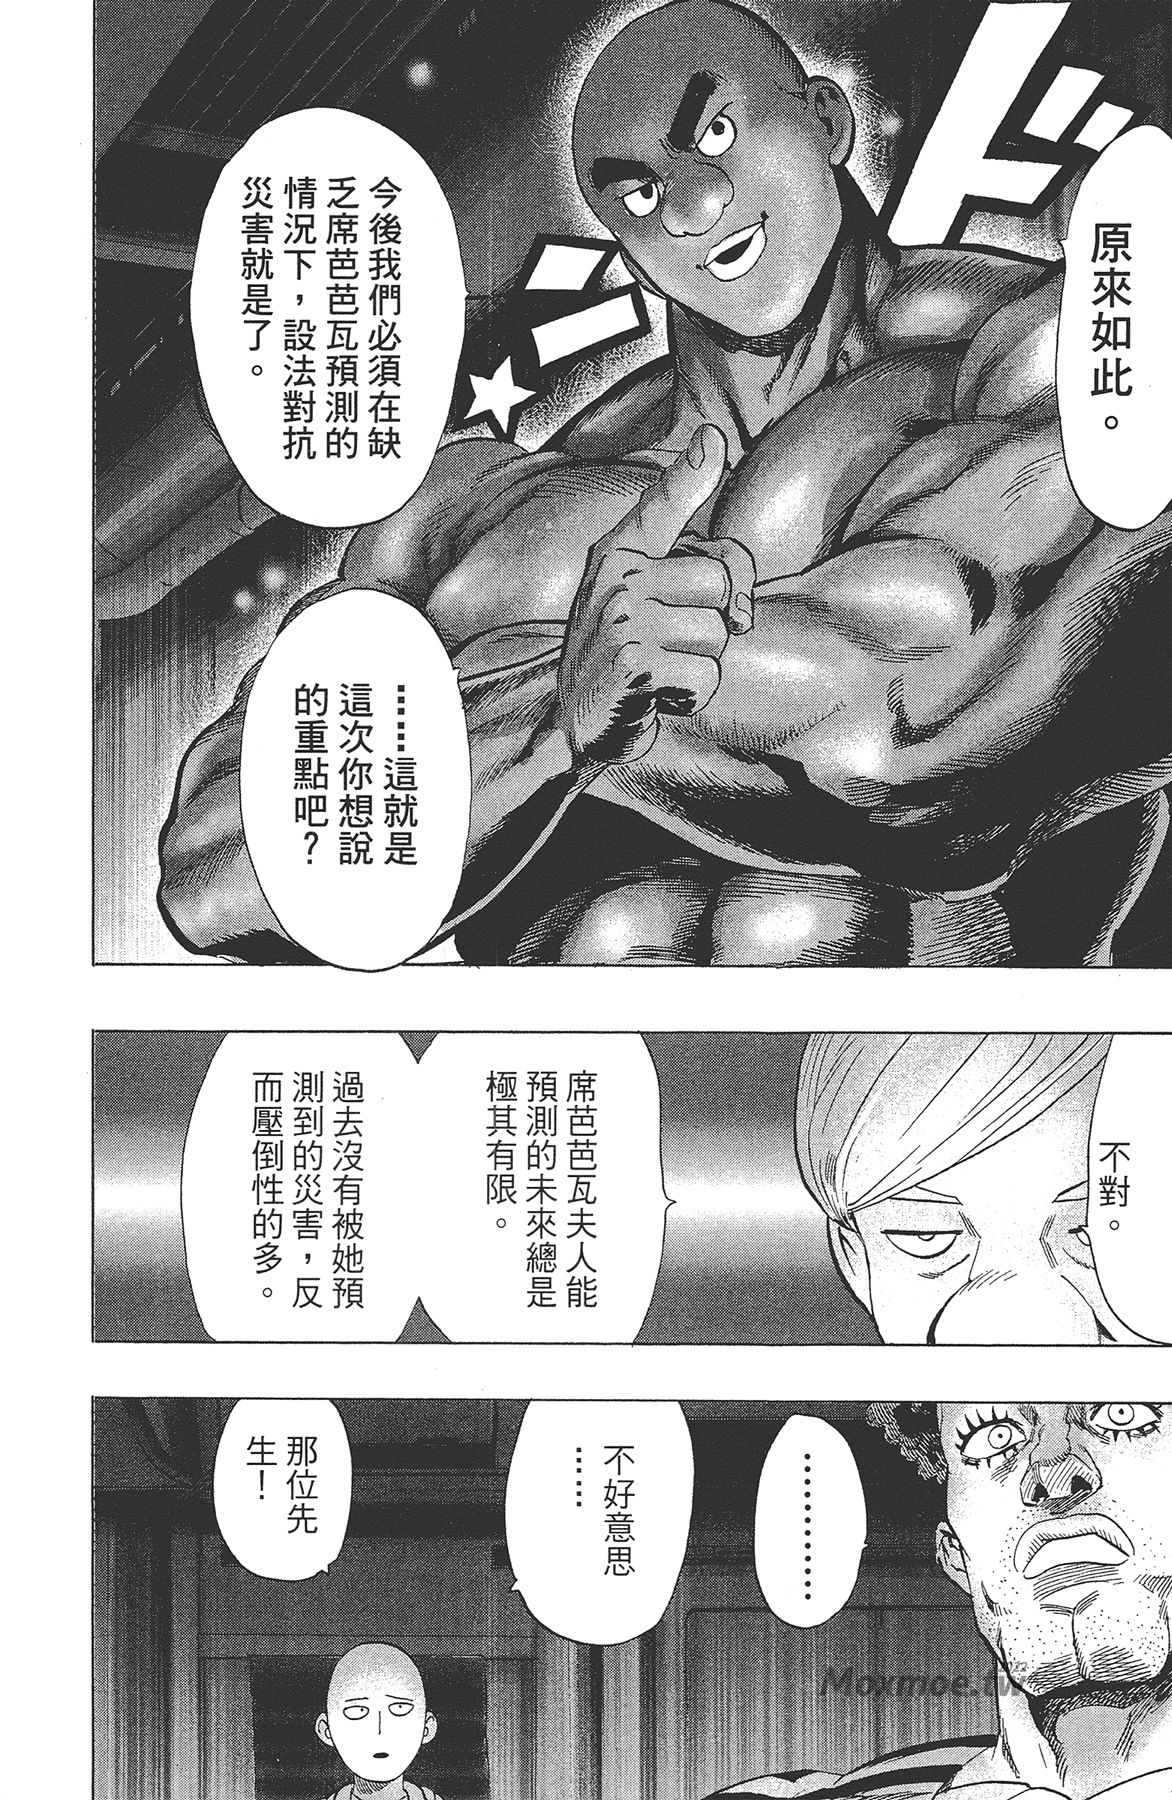 原來如此。
ドン
今後我們必須在缺
乏席芭芭瓦預測的
情況下，設法對抗
災害就是了。
……這就是
這次你想說
的重點吧？
不對。
席芭芭瓦夫人能
預測的未來總是
極其有限。
過去沒有被她預
測到的災害，反
而壓倒性的多。
…………
不好意思
……
那位先
生！
Moxmoe.tw